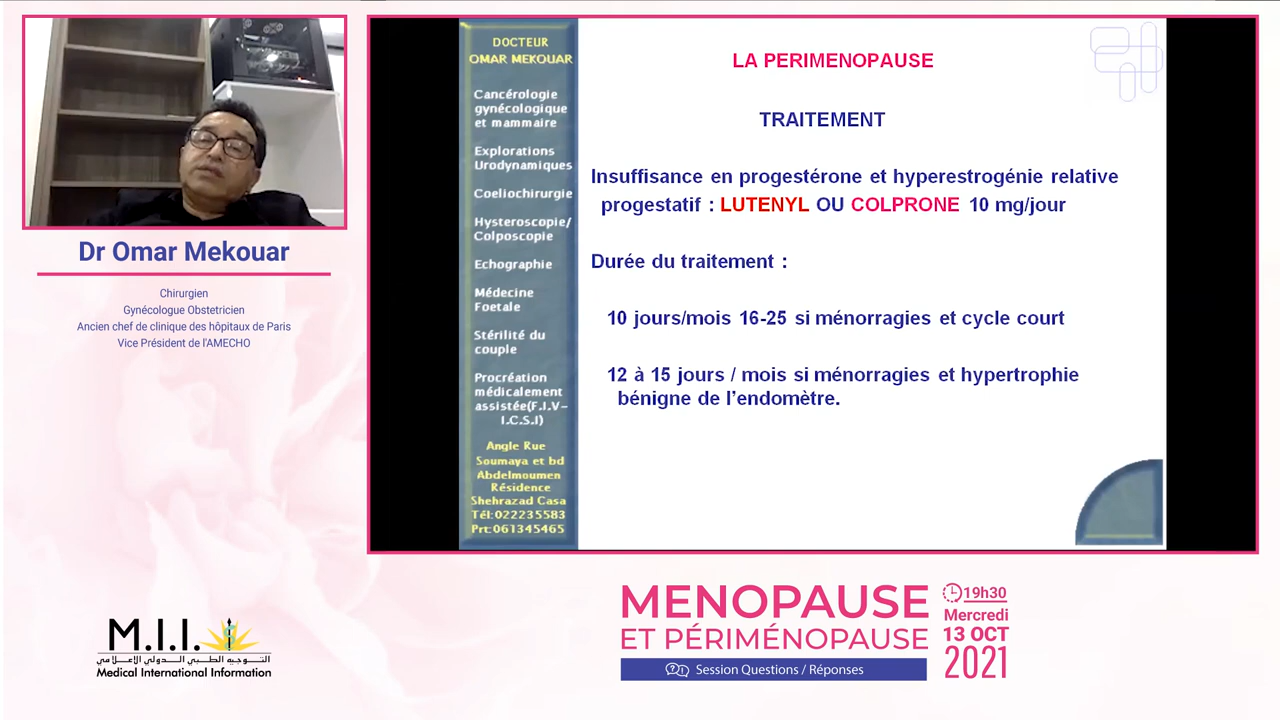 Dr Omar Mekouar
Chirurgien
Gynécologue Obstetricien
Ancien chef de clinique des hôpitaux de Paris
Vice Président de l'AMECHO
M.I.I.
التـوجيه الطـبـي الـدولـي الإعـلامـي
Medical International Information
DOCTEUR
OMAR MEKOUAR
Cancérologie
gynécologique
et mammaire
Explorations
Urodynamiques
Coeliochirurgie
Hysteroscopie/
Colposcopie
Echographie
Médecine
Foetale
Stérilité du
couple
Procréation
médicalement
assistée(F.I.V-
I.C.S.I)
Angle Rue
Soumaya et bd
Abdelmoumen
Résidence
Shehrazad Casa
Tél:022235583
Prt:061345465
LA PERIMENOPAUSE
TRAITEMENT
Insuffisance en progestérone et hyperestrogénie relative
progestatif : LUTENYL OU COLPRONE 10 mg/jour
Durée du traitement :
10 jours/mois 16-25 si ménorragies et cycle court
12 à 15 jours / mois si ménorragies et hypertrophie
bénigne de l'endomètre.
MENOPAUSE
ET PÉRIMÉNOPAUSE
Session Questions / Réponses
19h30
Mercredi
13 OCT
2021